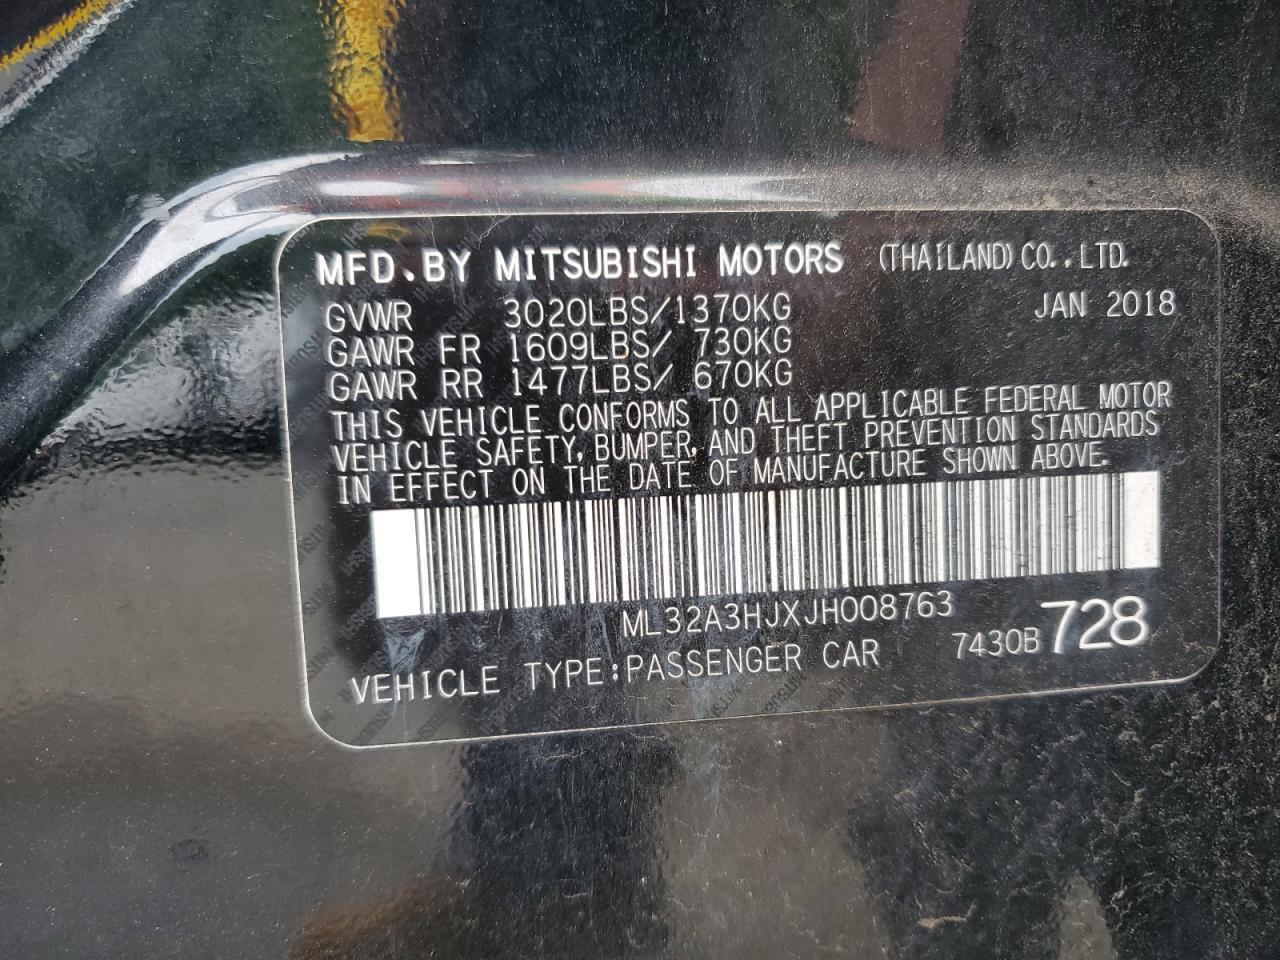 MFD.BY MITSUBISHI MOTORS (THAILAND) CO.,LTD.
GVWR 3020LBS/1370KG JAN 2018
GAWR FR 1609LBS/ 730KG
GAWR RR 1477LBS/ 670KG
THIS VEHICLE CONFORMS TO ALL APPLICABLE FEDERAL MOTOR
VEHICLE SAFETY, BUMPER, AND THEFT PREVENTION STANDARDS
IN EFFECT ON THE DATE OF MANUFACTURE SHOWN ABOVE.
ML32A3HJXJH008763
VEHICLE TYPE:PASSENGER CAR 7430B 728